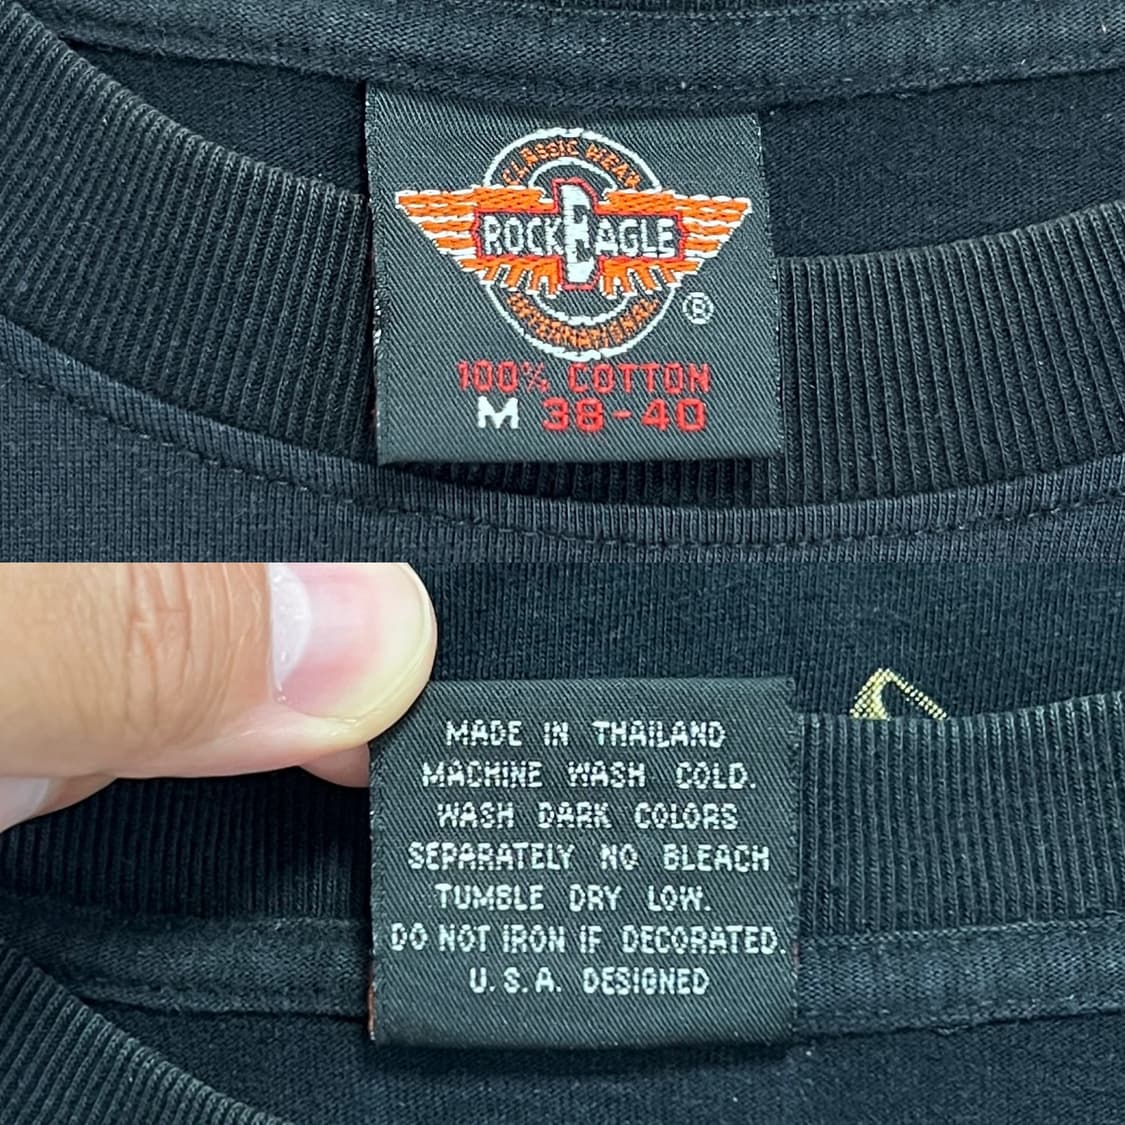 CLASSIC WEAR
ROCK EAGLE
INTERNATIONAL
®
100% COTTON
M 38-40
MADE IN THAILAND
MACHINE WASH COLD.
WASH DARK COLORS
SEPARATELY NO BLEACH
TUMBLE DRY LOW.
DO NOT IRON IF DECORATED.
U.S.A. DESIGNED